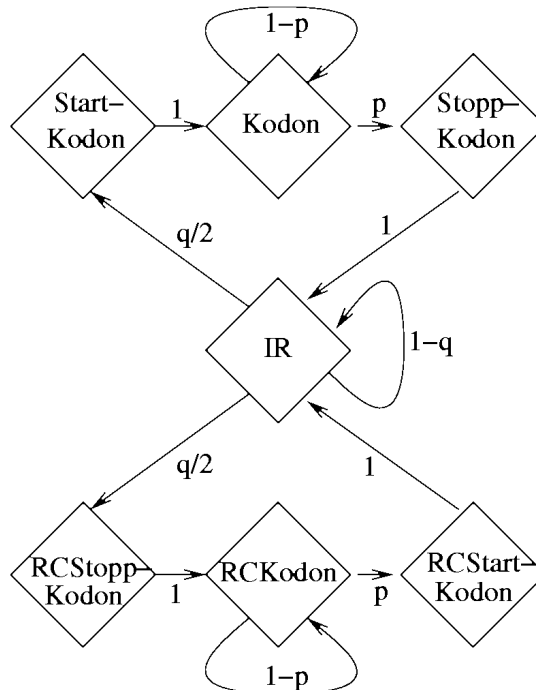 1–p
Start–
Kodon
1
Kodon
p
Stopp–
Kodon
q/2
1
IR
1–q
q/2
1
RCStopp–
Kodon
1
RCKodon
p
RCStart–
Kodon
1–p